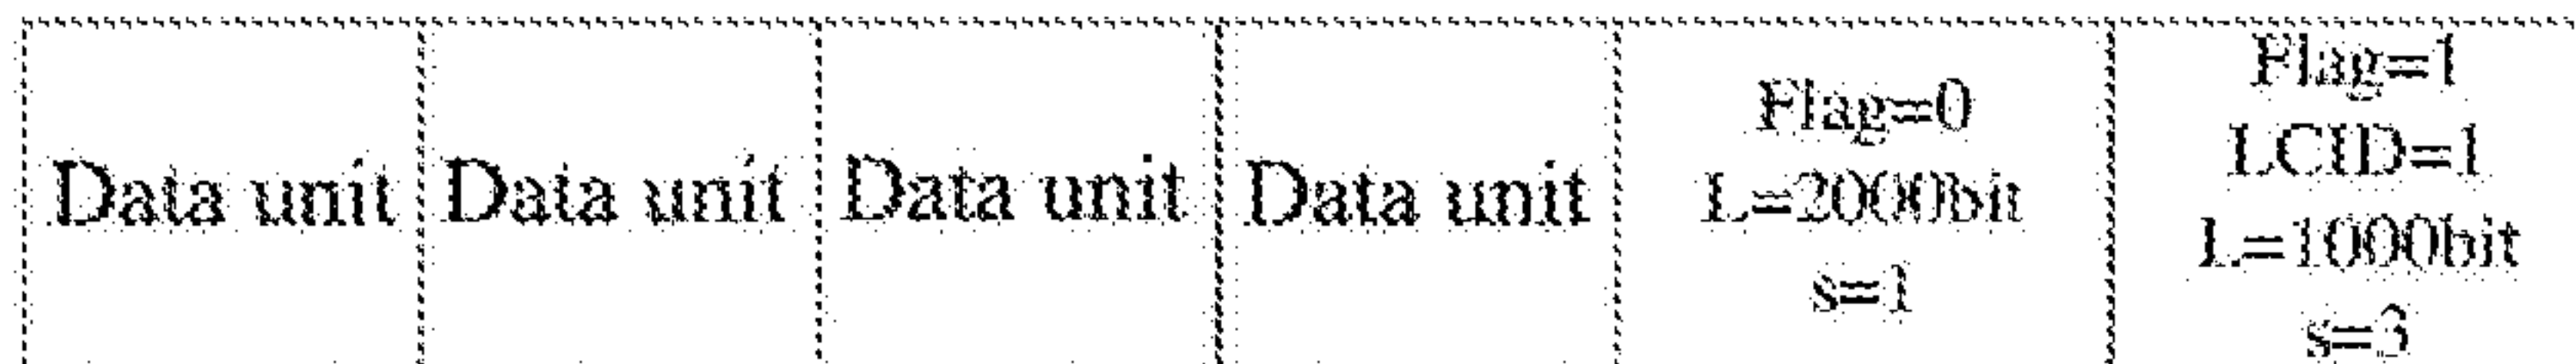 Data unit
Data unit
Data unit
Data unit
Flag=0
L=2000bit
s=1
Flag=1
LCID=1
L=1000bit
s=3